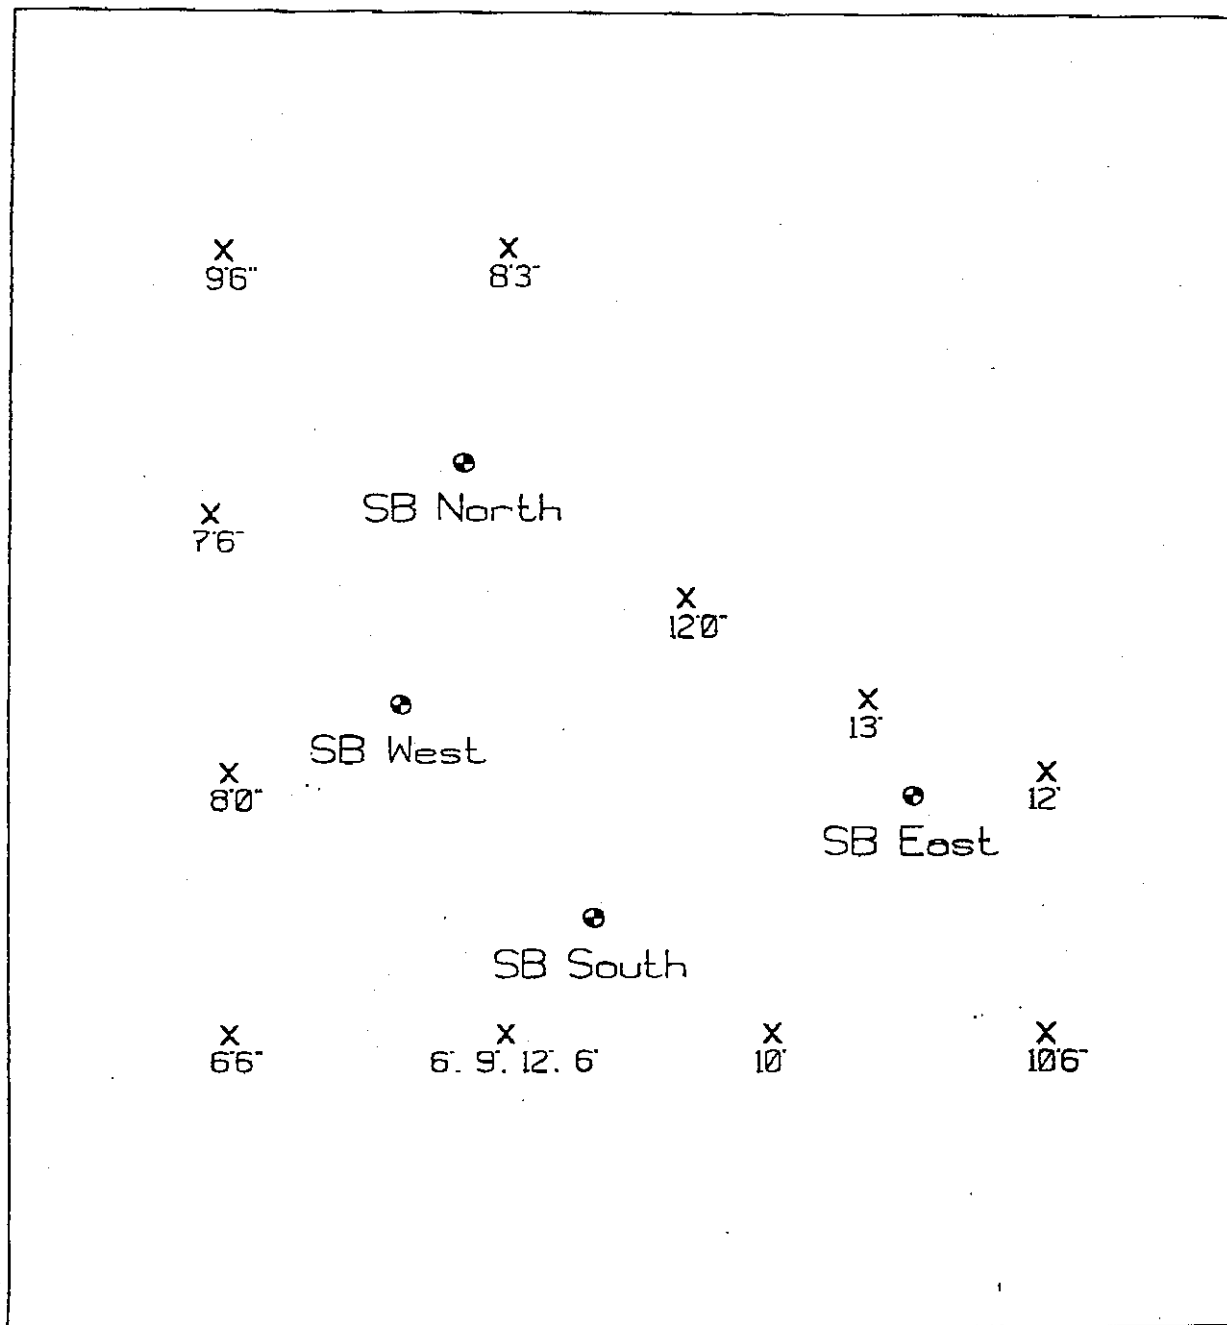 9'6"
8'3"
SB North
7'6"
12'0"
13'
SB West
12'
8'0"
SB East
SB South
6'6"
6', 9', 12', 6'
10'
10'6"